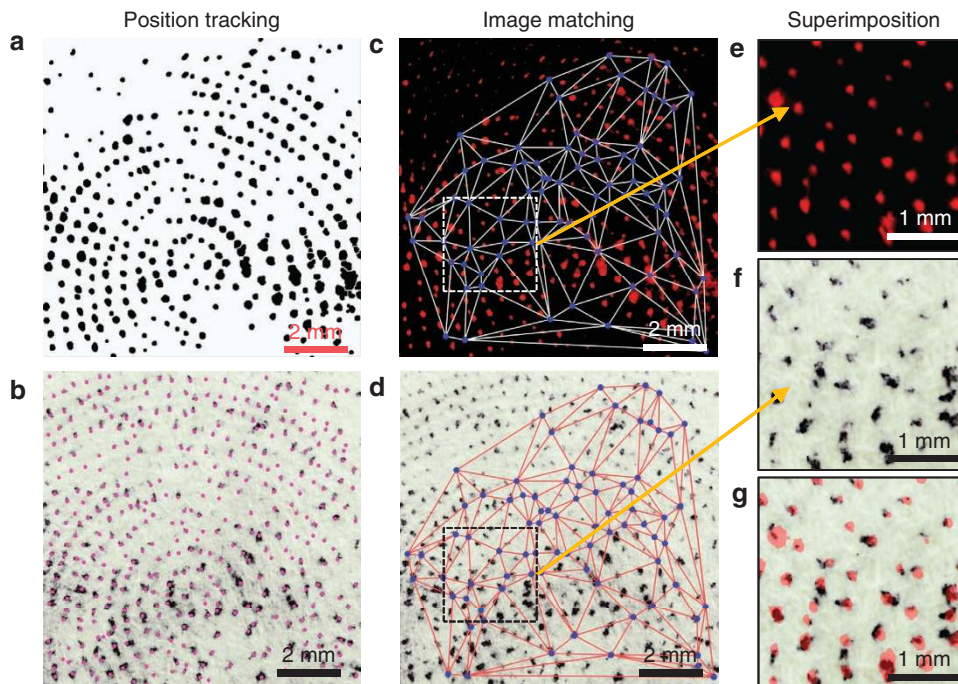 Position tracking
Image matching
Superimposition
a
c
e
2 mm
2 mm
1 mm
f
1 mm
b
d
g
2 mm
2 mm
1 mm